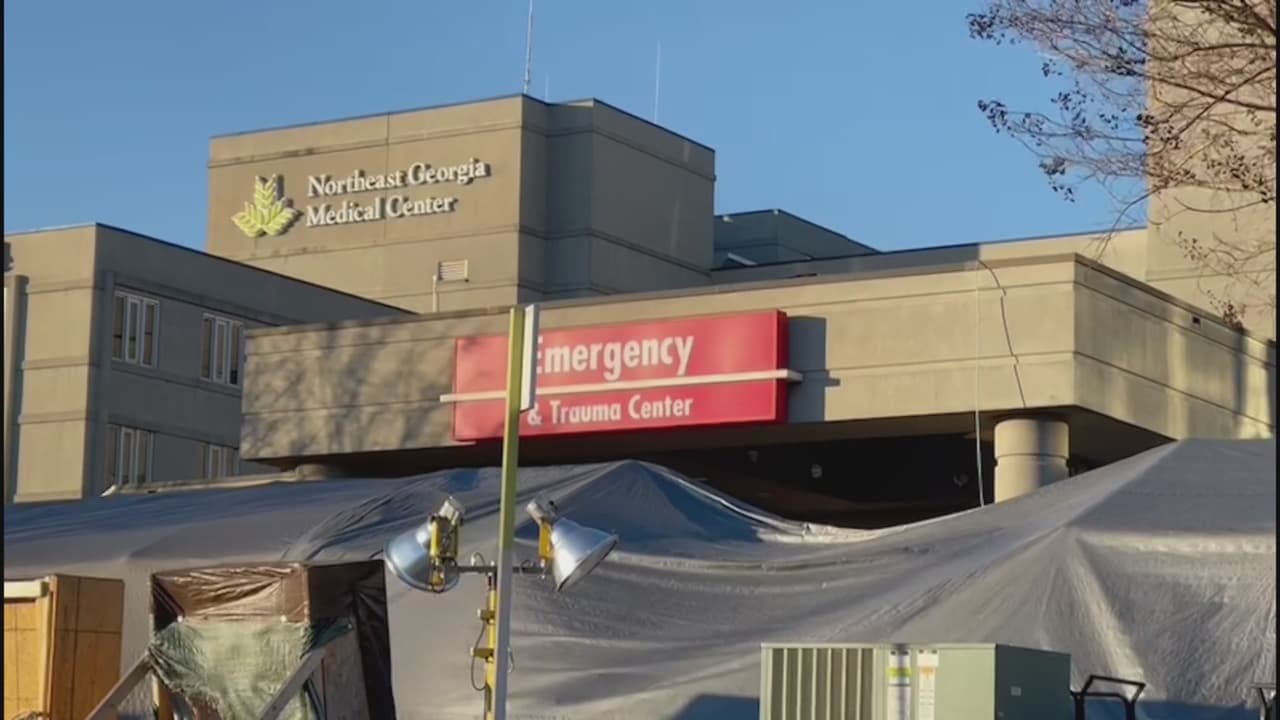 Northeast Georgia
Medical Center
Emergency
& Trauma Center